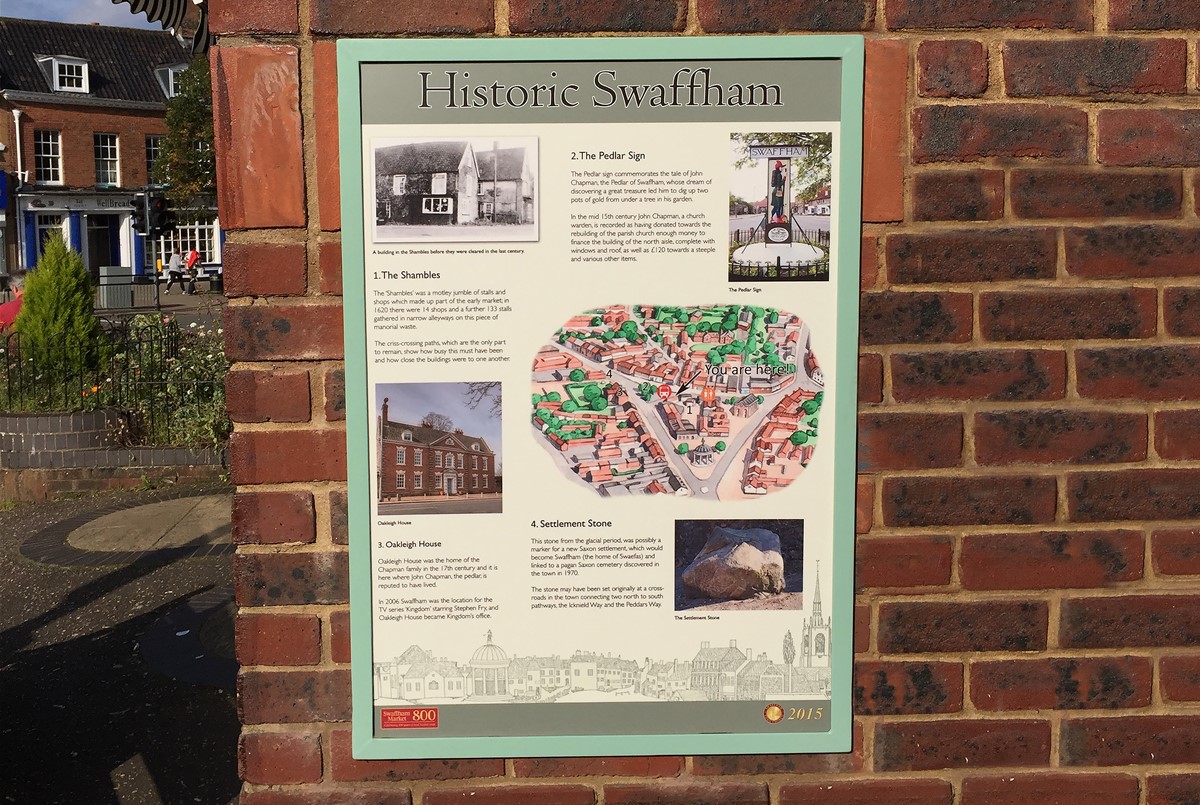 Historic Swaffham
A building in the Shambles before they were cleared in the last century.
1. The Shambles
The 'Shambles' was a motley jumble of stalls and
shops which made up part of the early market; in
1620 there were 14 shops and a further 133 stalls
gathered in narrow alleyways on this piece of
manorial waste.
The criss-crossing paths, which are the only part
to remain, show how busy this must have been
and how close the buildings were to one another.
2. The Pedlar Sign
The Pedlar sign commemorates the tale of John
Chapman, the Pedlar of Swaffham, whose dream of
discovering a great treasure led him to dig up two
pots of gold from under a tree in his garden.
In the mid 15th century John Chapman, a church
warden, is recorded as having donated towards the
rebuilding of the parish church enough money to
finance the building of the north aisle, complete with
windows and roof, as well as £120 towards a steeple
and various other items.
SWAFFHAM
The Pedlar Sign
You are here!
4
2
1
Oakleigh House
3. Oakleigh House
Oakleigh House was the home of the
Chapman family in the 17th century and it is
here where John Chapman, the pedlar, is
reputed to have lived.
In 2006 Swaffham was the location for the
TV series 'Kingdom' starring Stephen Fry, and
Oakleigh House became Kingdom's office.
4. Settlement Stone
This stone from the glacial period, was possibly a
marker for a new Saxon settlement, which would
become Swaffham (the home of Swaefas) and
linked to a pagan Saxon cemetery discovered in
the town in 1970.
The stone may have been set originally at a cross-
roads in the town connecting two north to south
pathways, the Icknield Way and the Peddars Way.
The Settlement Stone
Swaffham
Market 800
2015
WellBread